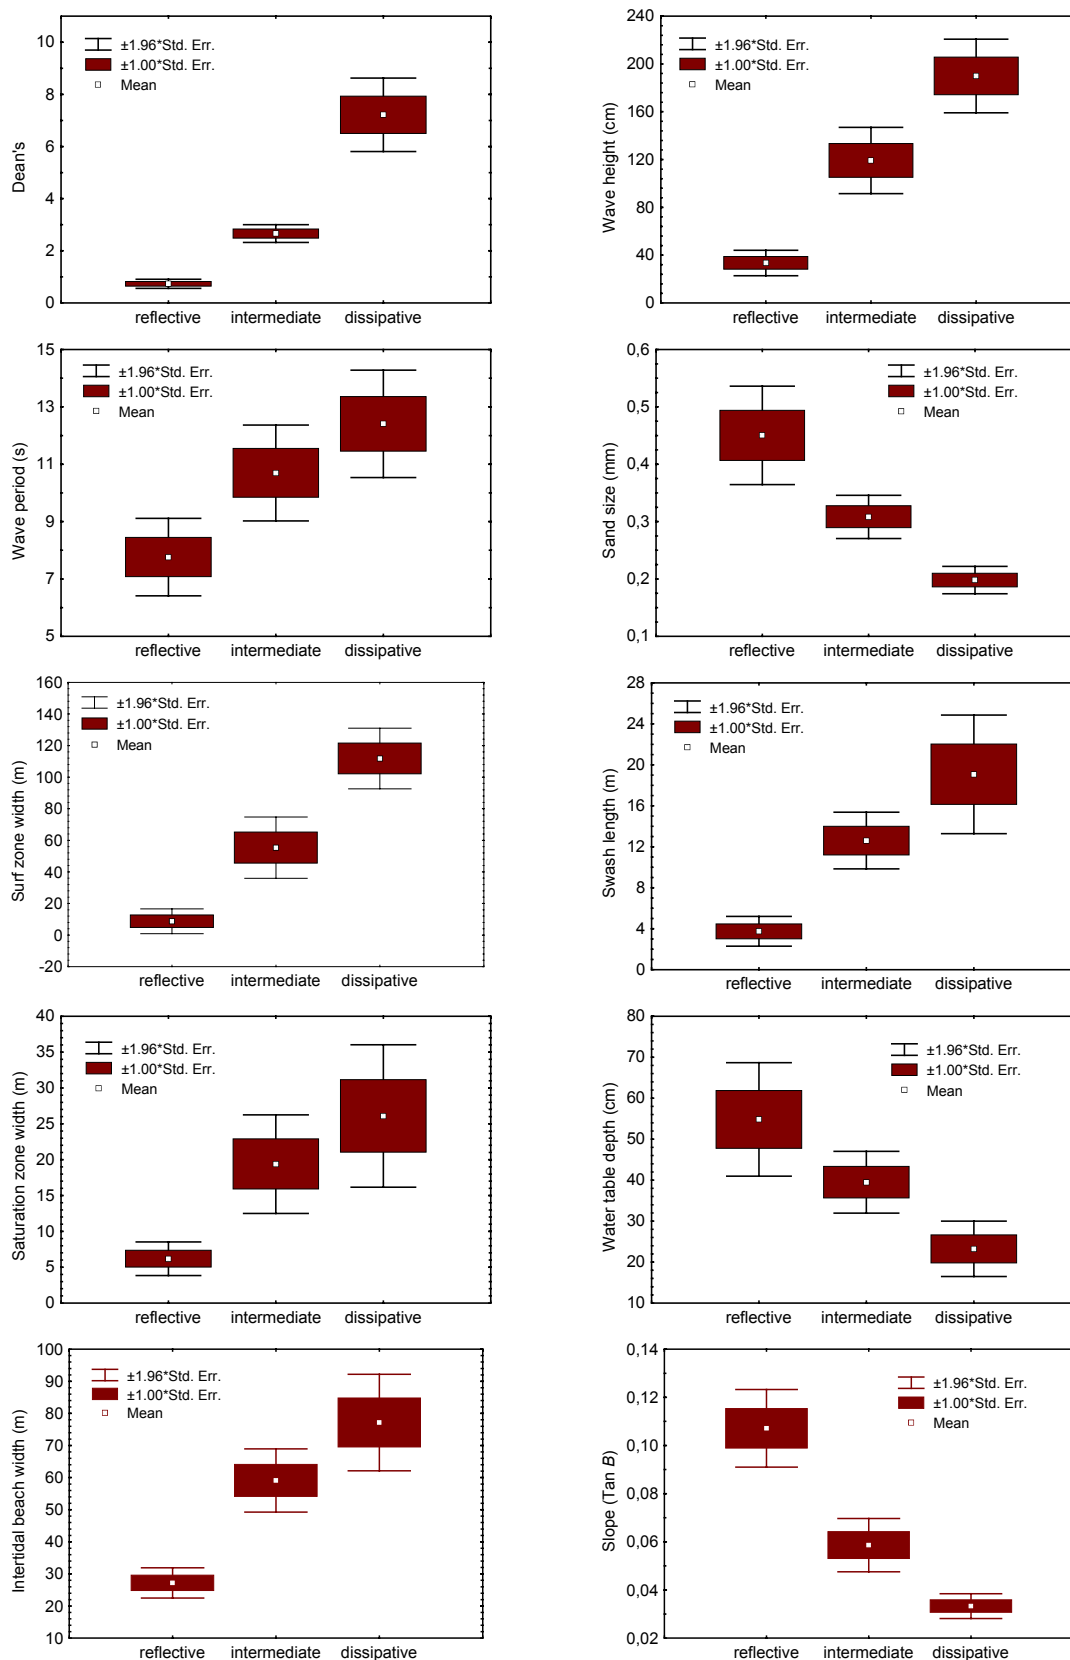 Dean's
10
8
6
4
2
0
±1.96*Std. Err.
±1.00*Std. Err.
Mean
reflective intermediate dissipative
Wave height (cm)
240
200
160
120
80
40
0
±1.96*Std. Err.
±1.00*Std. Err.
Mean
reflective intermediate dissipative
Wave period (s)
15
13
11
9
7
5
±1.96*Std. Err.
±1.00*Std. Err.
Mean
reflective intermediate dissipative
Sand size (mm)
0,6
0,5
0,4
0,3
0,2
0,1
±1.96*Std. Err.
±1.00*Std. Err.
Mean
reflective intermediate dissipative
Surf zone width (m)
160
140
120
100
80
60
40
20
0
-20
±1.96*Std. Err.
±1.00*Std. Err.
Mean
reflective intermediate dissipative
Swash length (m)
28
24
20
16
12
8
4
0
±1.96*Std. Err.
±1.00*Std. Err.
Mean
reflective intermediate dissipative
Saturation zone width (m)
40
35
30
25
20
15
10
5
0
±1.96*Std. Err.
±1.00*Std. Err.
Mean
reflective intermediate dissipative
Water table depth (cm)
80
70
60
50
40
30
20
10
±1.96*Std. Err.
±1.00*Std. Err.
Mean
reflective intermediate dissipative
Intertidal beach width (m)
100
90
80
70
60
50
40
30
20
10
±1.96*Std. Err.
±1.00*Std. Err.
Mean
reflective intermediate dissipative
Slope (Tan B)
0,14
0,12
0,10
0,08
0,06
0,04
0,02
±1.96*Std. Err.
±1.00*Std. Err.
Mean
reflective intermediate dissipative